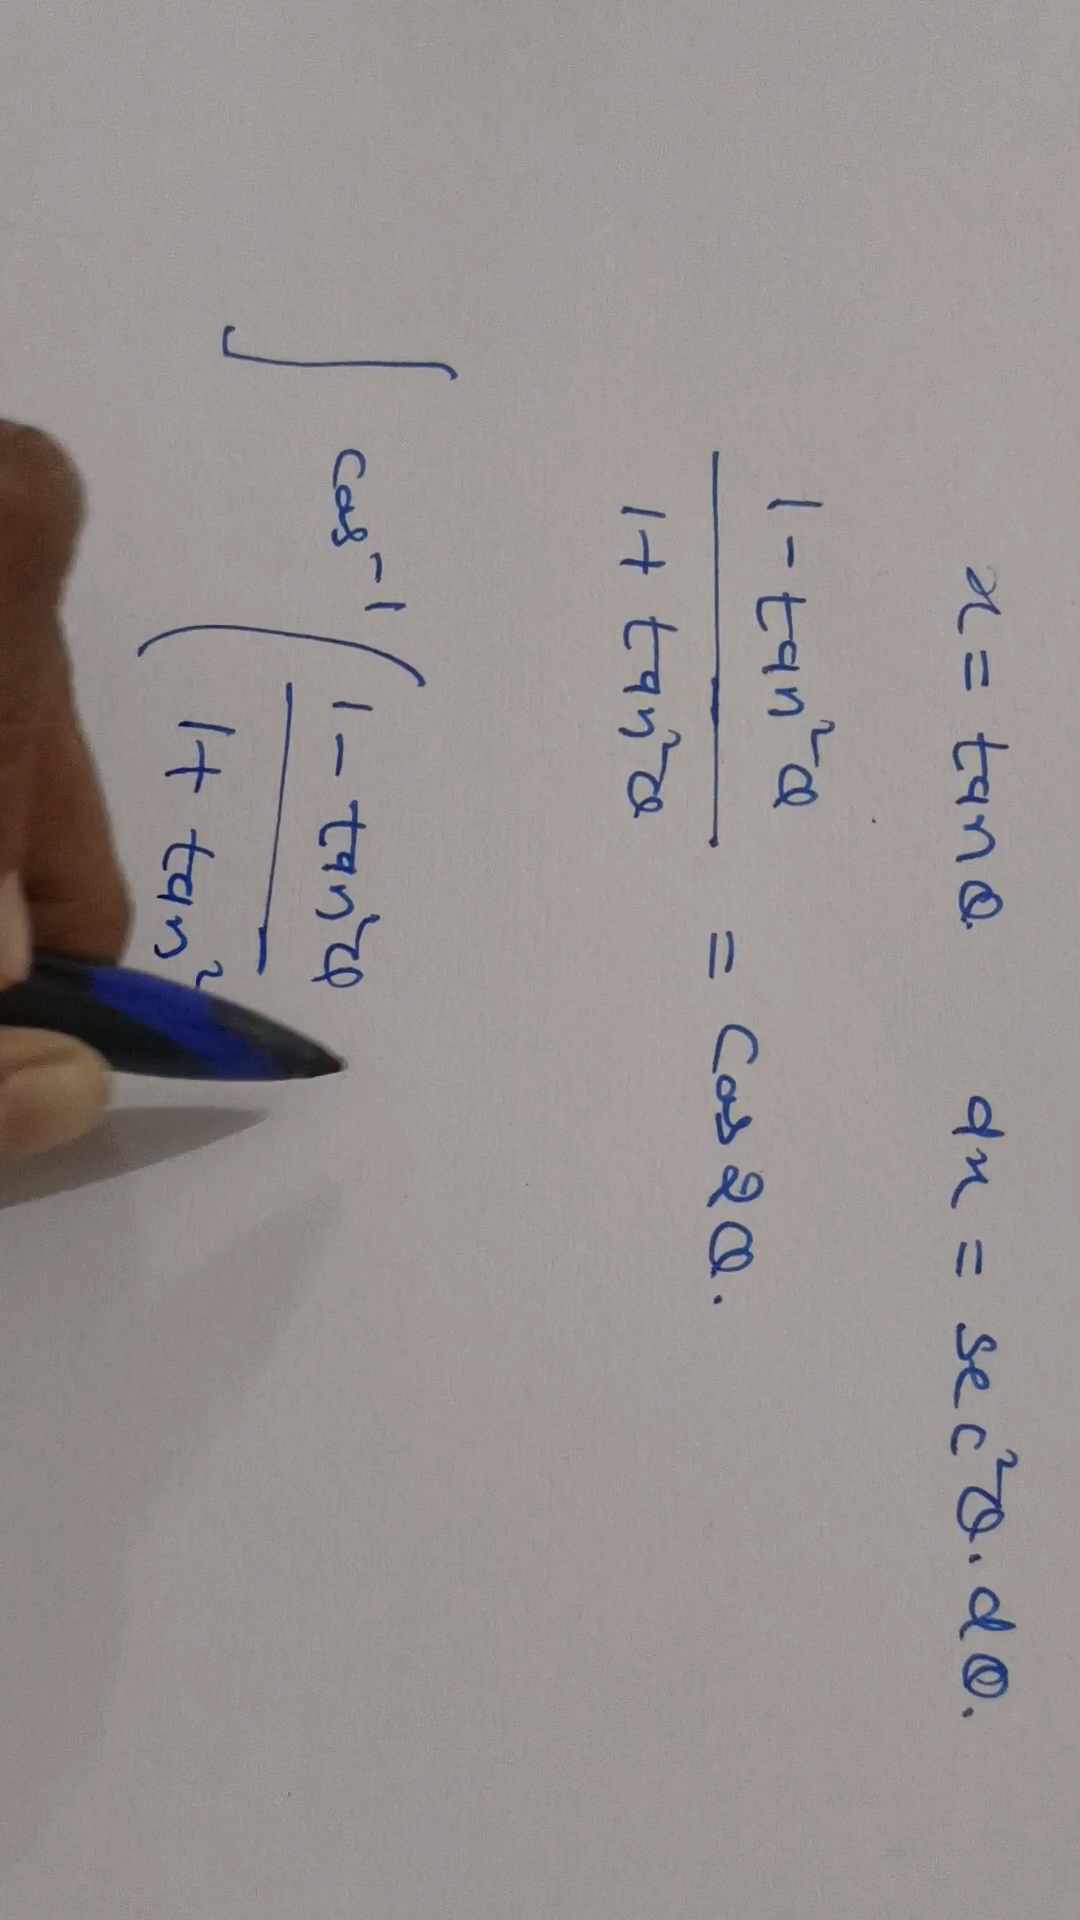 x = tanθ dx = sec²θ.dθ.
1 - tan²θ
1 + tan²θ
= Cos2θ.
∫ cos⁻¹ (
1 - tan²θ
1 + tan²